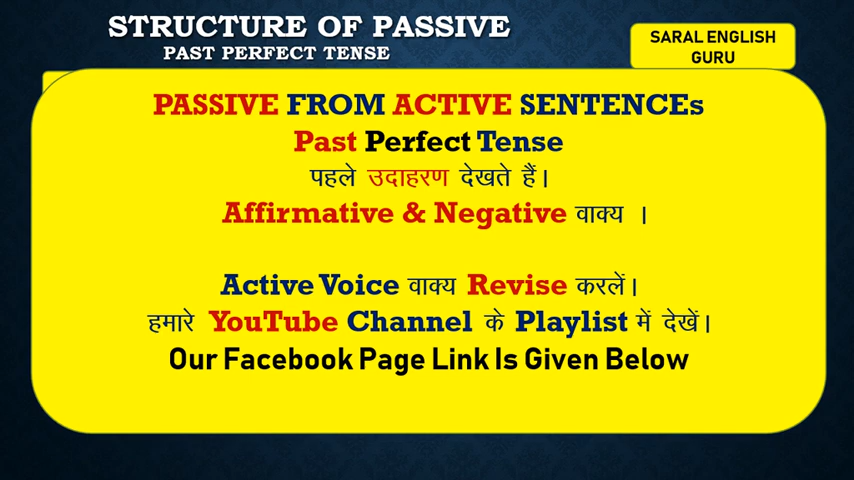 STRUCTURE OF PASSIVE
PAST PERFECT TENSE
SARAL ENGLISH
GURU
PASSIVE FROM ACTIVE SENTENCEs
Past Perfect Tense
पहले उदाहरण देखते हैं।
Affirmative & Negative वाक्य ।
Active Voice वाक्य Revise करलें।
हमारे YouTube Channel के Playlist में देखें।
Our Facebook Page Link Is Given Below